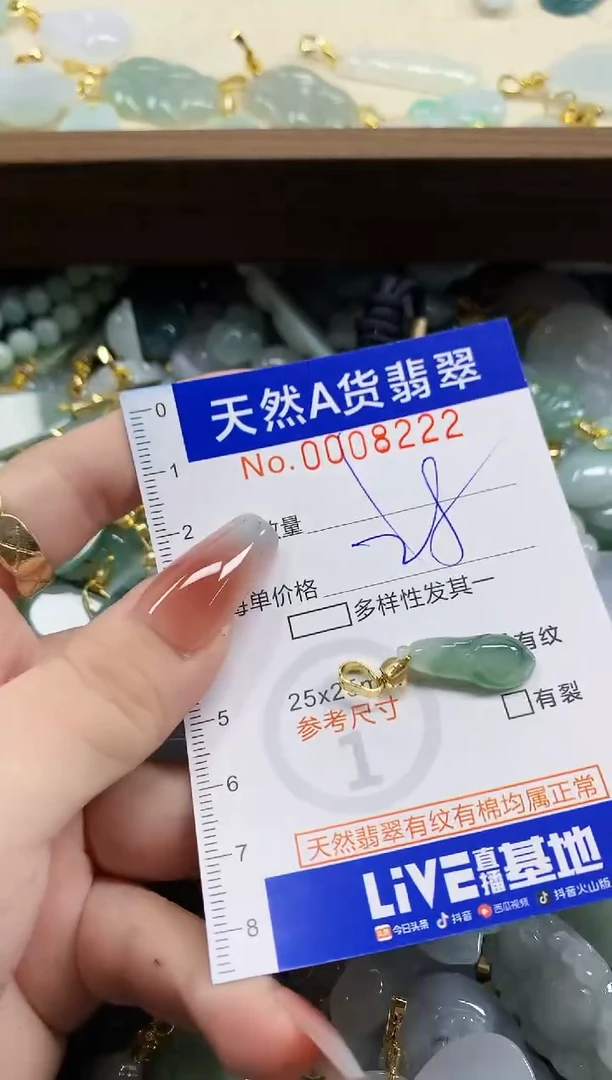 天然A货翡翠
No.0008222
数量
28
单价格
多样性发其一
有纹
25x2
参考尺寸
有裂
1
天然翡翠有纹有棉均属正常
LiVE直播基地
今日头条 抖音 西瓜视频 抖音火山版
0
1
2
5
6
7
8